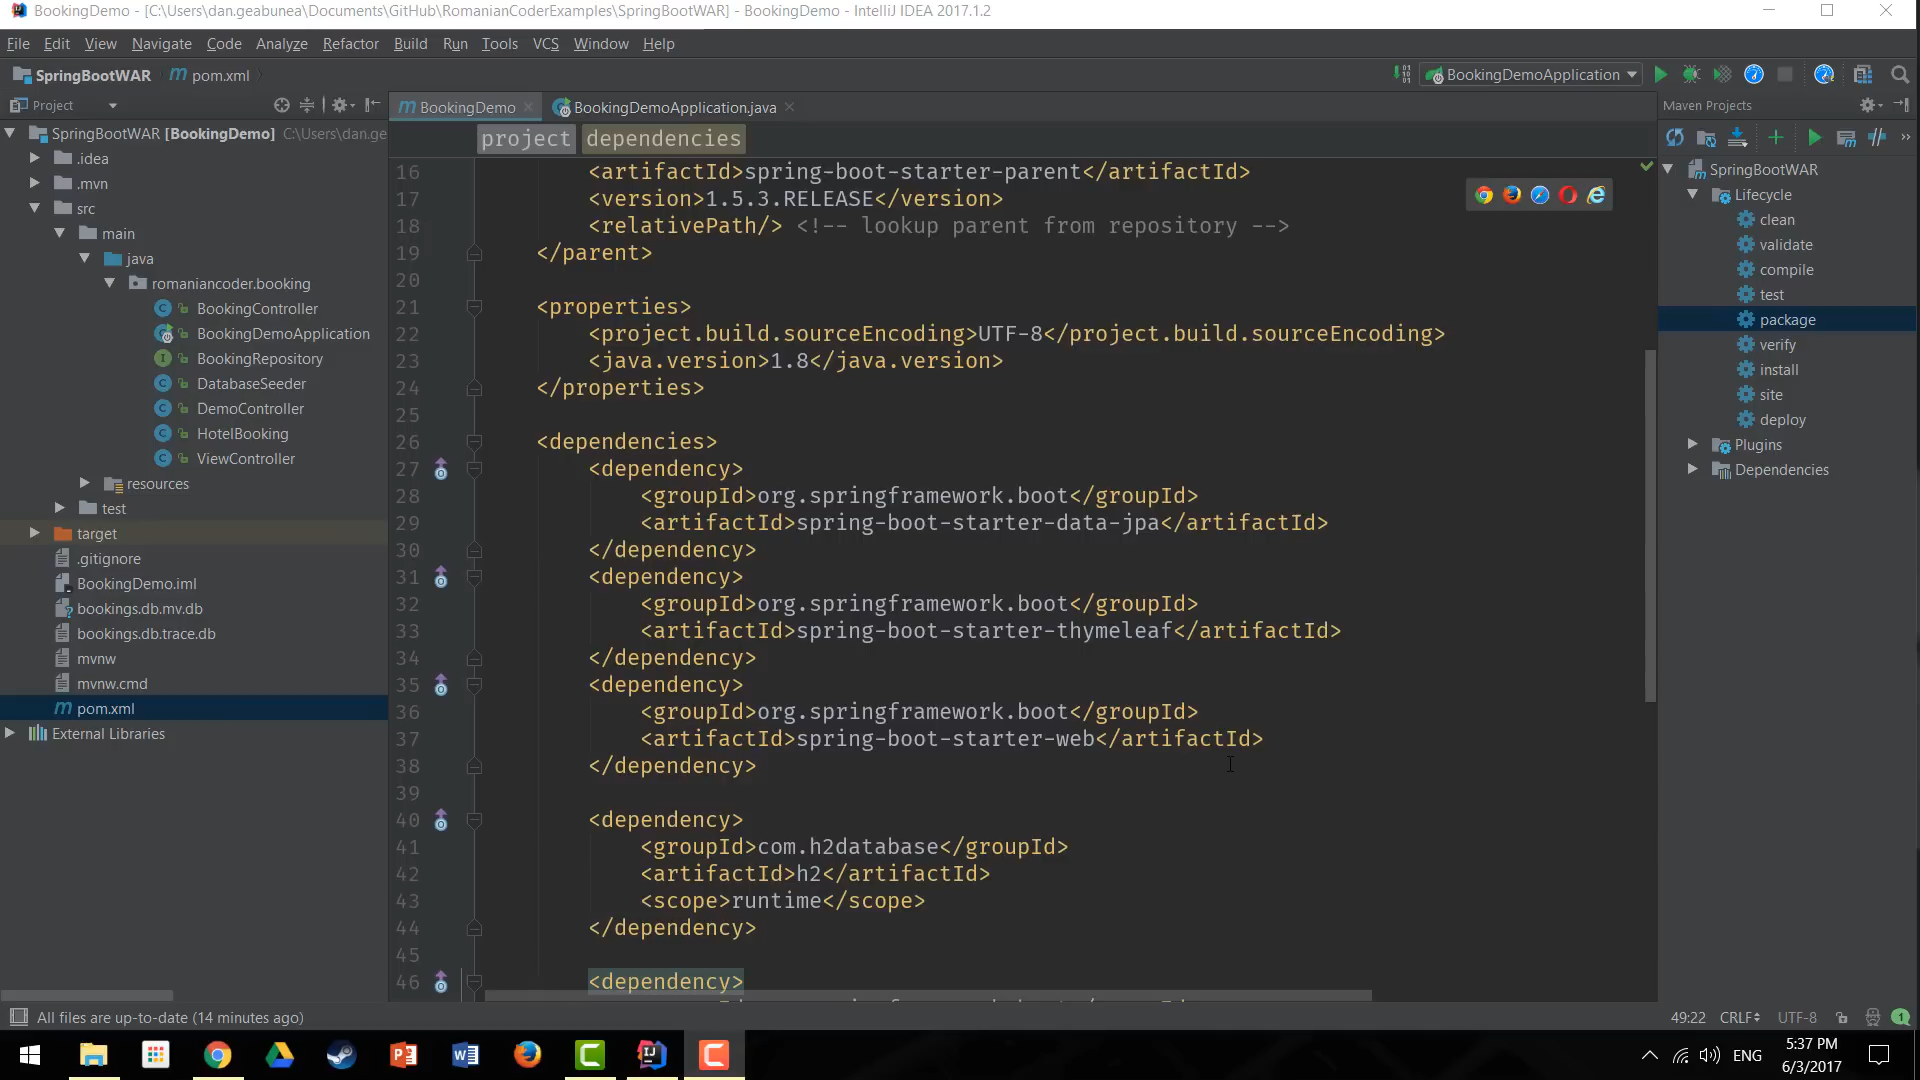 BookingDemo - [C:\Users\dan.geabunea\Documents\GitHub\RomanianCoderExamples\SpringBootWAR] - BookingDemo - IntelliJ IDEA 2017.1.2
File Edit View Navigate Code Analyze Refactor Build Run Tools VCS Window Help
SpringBootWAR pom.xml
BookingDemoApplication
Project
SpringBootWAR [BookingDemo] C:\Users\dan.ge
.idea
.mvn
src
main
java
romaniancoder.booking
BookingController
BookingDemoApplication
BookingRepository
DatabaseSeeder
DemoController
HotelBooking
ViewController
resources
test
target
.gitignore
BookingDemo.iml
bookings.db.mv.db
bookings.db.trace.db
mvnw
mvnw.cmd
pom.xml
External Libraries
BookingDemo BookingDemoApplication.java
project dependencies
16 <artifactId>spring-boot-starter-parent</artifactId>
17 <version>1.5.3.RELEASE</version>
18 <relativePath/> <!-- lookup parent from repository -->
19 </parent>
20
21 <properties>
22 <project.build.sourceEncoding>UTF-8</project.build.sourceEncoding>
23 <java.version>1.8</java.version>
24 </properties>
25
26 <dependencies>
27 <dependency>
28 <groupId>org.springframework.boot</groupId>
29 <artifactId>spring-boot-starter-data-jpa</artifactId>
30 </dependency>
31 <dependency>
32 <groupId>org.springframework.boot</groupId>
33 <artifactId>spring-boot-starter-thymeleaf</artifactId>
34 </dependency>
35 <dependency>
36 <groupId>org.springframework.boot</groupId>
37 <artifactId>spring-boot-starter-web</artifactId>
38 </dependency>
39
40 <dependency>
41 <groupId>com.h2database</groupId>
42 <artifactId>h2</artifactId>
43 <scope>runtime</scope>
44 </dependency>
45
46 <dependency>
Maven Projects
SpringBootWAR
Lifecycle
clean
validate
compile
test
package
verify
install
site
deploy
Plugins
Dependencies
All files are up-to-date (14 minutes ago)
49:22 CRLF UTF-8 1
ENG
5:37 PM
6/3/2017